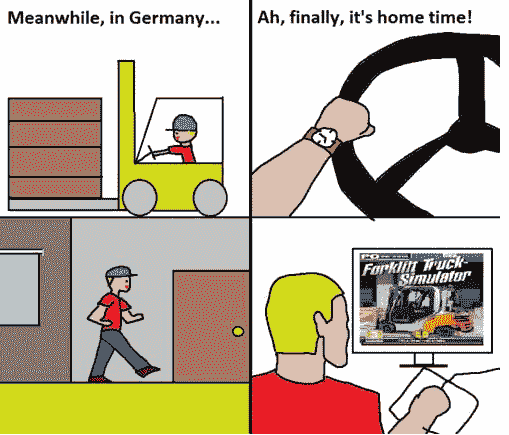 Meanwhile, in Germany...
Ah, finally, it's home time!
Forklift Truck
Simulator